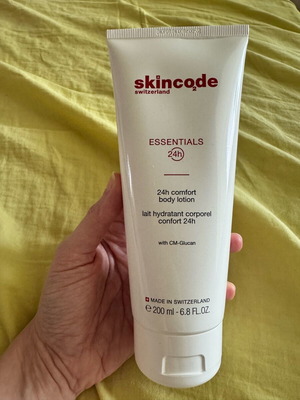 skincode
switzerland
ESSENTIALS
24h
24h comfort
body lotion
lait hydratant corporel
confort 24h
with CM-Glucan
MADE IN SWITZERLAND
℮ 200 ml - 6.8 FL.OZ.